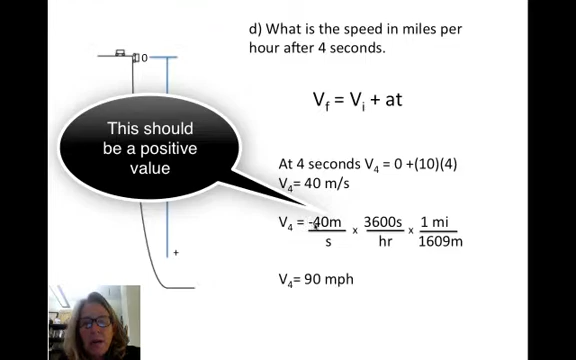 d) What is the speed in miles per
hour after 4 seconds.
0
Vf = Vi + at
This should
be a positive
value
At 4 seconds V4 = 0 +(10)(4)
V4= 40 m/s
V4 = -40m x 3600s x 1 mi
s hr 1609m
+
V4= 90 mph